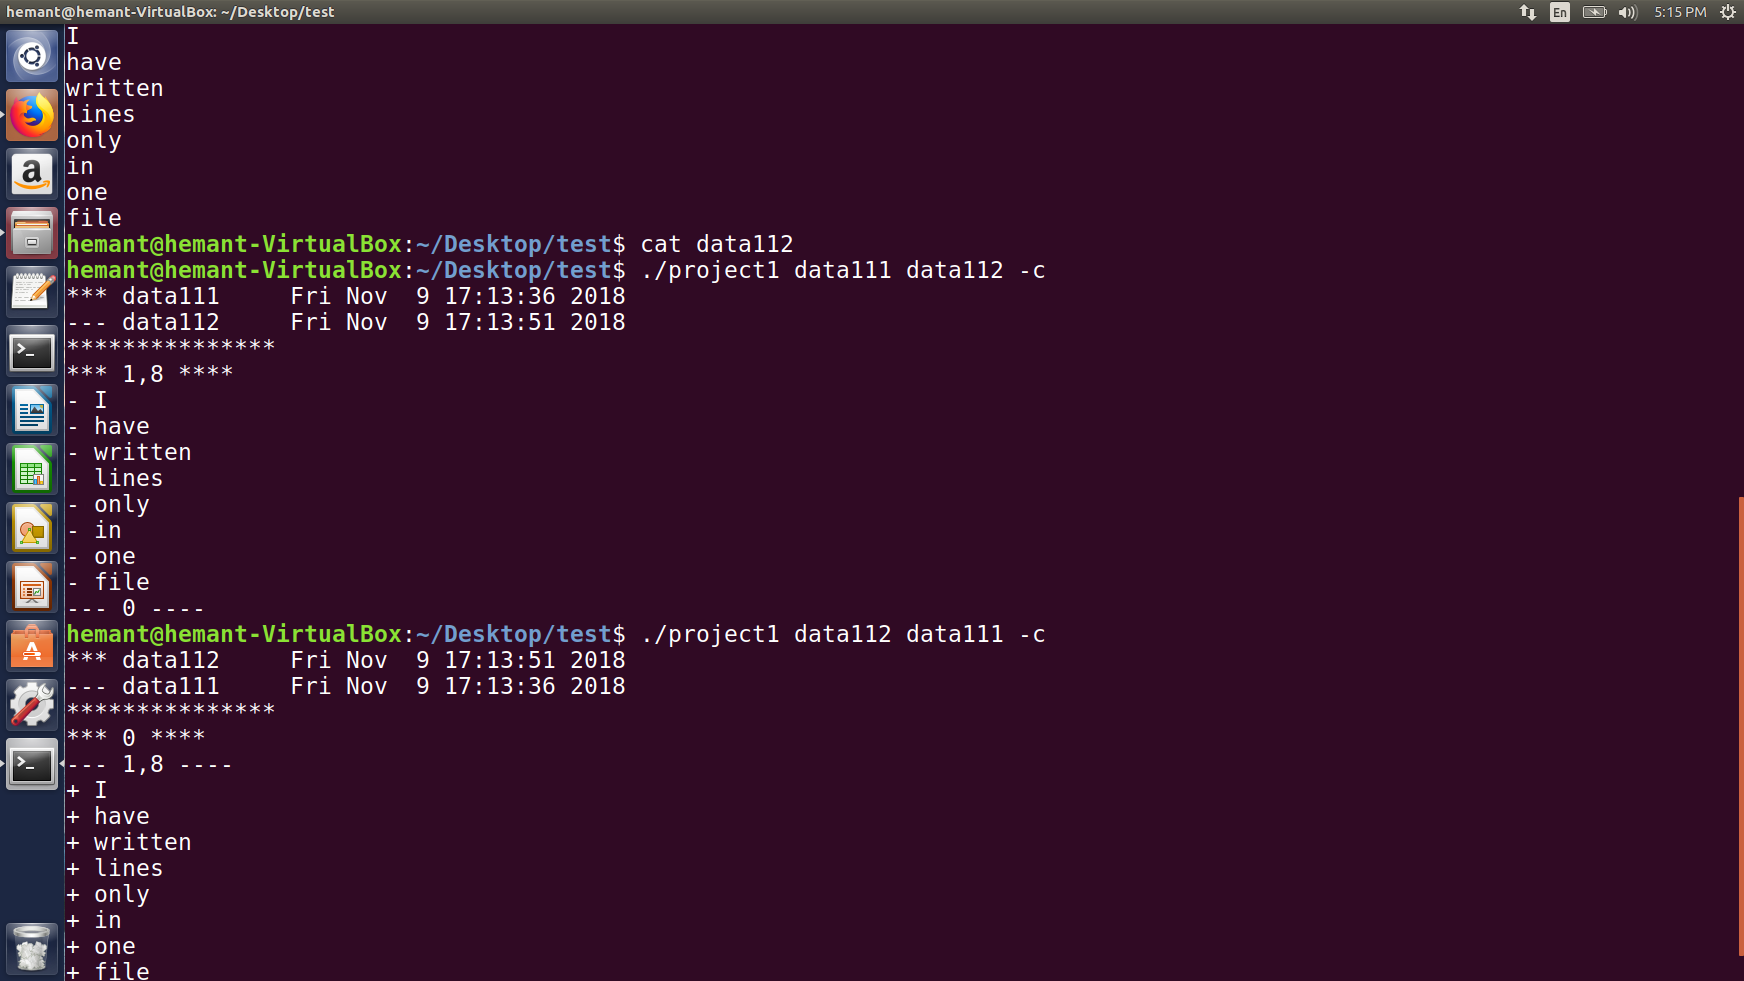 hemant@hemant-VirtualBox: ~/Desktop/test
En
5:15 PM
I
have
written
lines
only
in
one
file
hemant@hemant-VirtualBox:~/Desktop/test$ cat data112
hemant@hemant-VirtualBox:~/Desktop/test$ ./project1 data111 data112 -c
*** data111     Fri Nov  9 17:13:36 2018
--- data112     Fri Nov  9 17:13:51 2018
***************
*** 1,8 ****
- I
- have
- written
- lines
- only
- in
- one
- file
--- 0 ----
hemant@hemant-VirtualBox:~/Desktop/test$ ./project1 data112 data111 -c
*** data112     Fri Nov  9 17:13:51 2018
--- data111     Fri Nov  9 17:13:36 2018
***************
*** 0 ****
--- 1,8 ----
+ I
+ have
+ written
+ lines
+ only
+ in
+ one
+ file